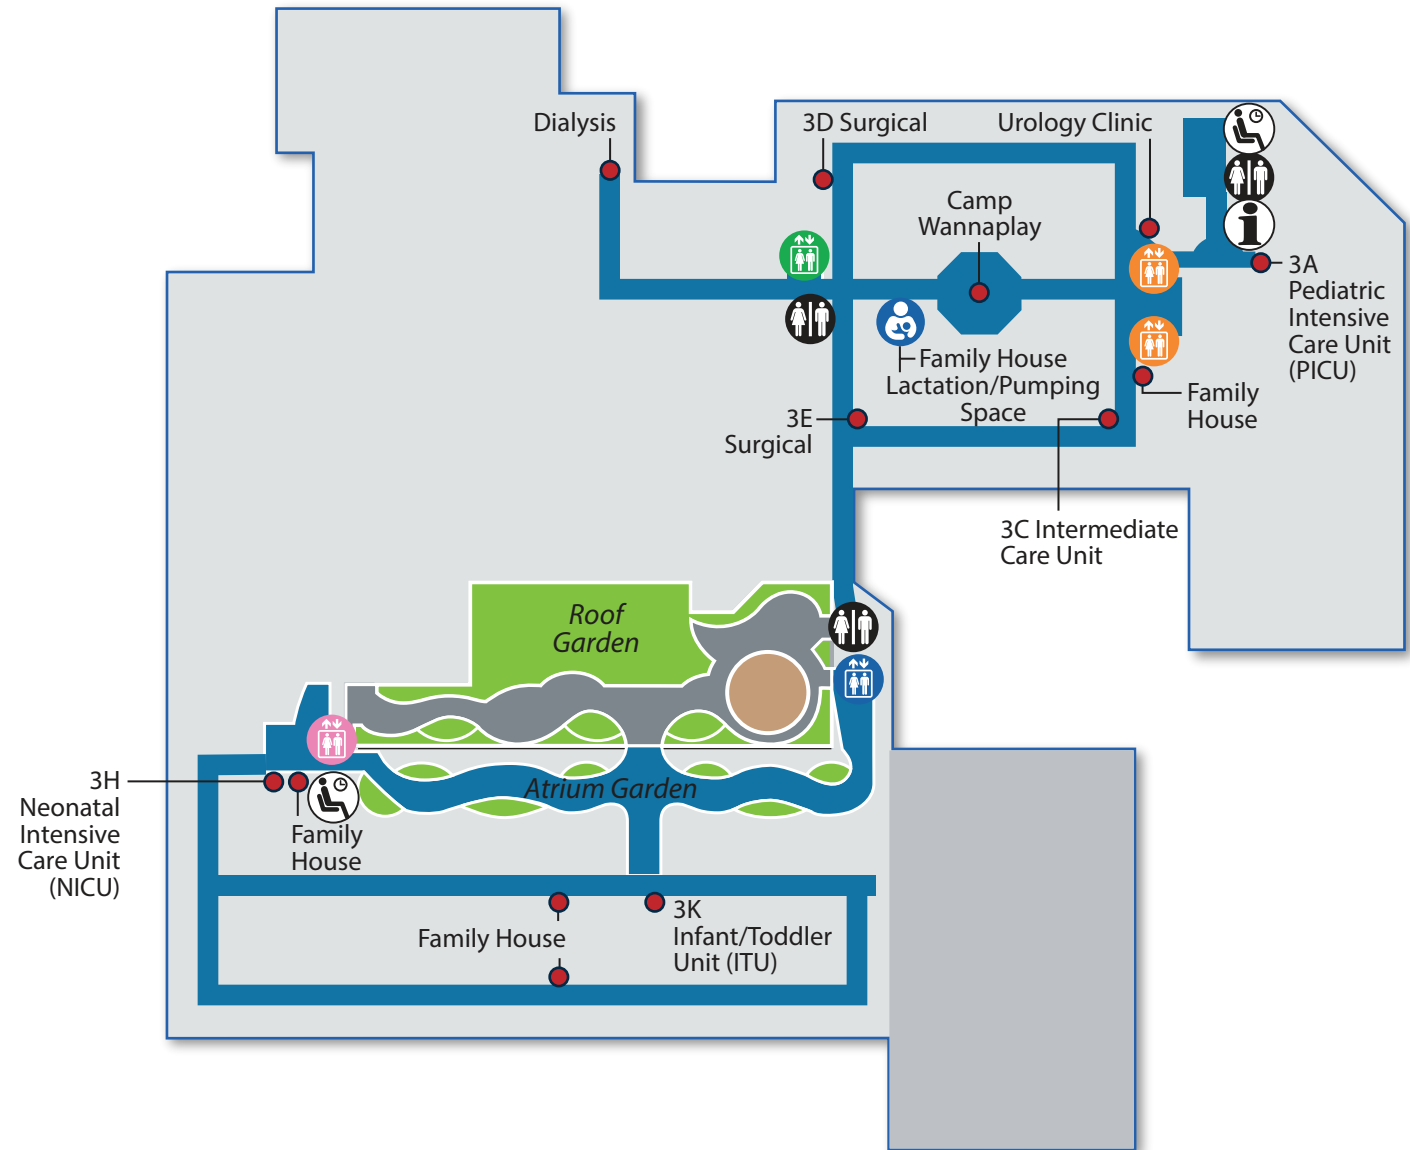 Dialysis
3D Surgical
Urology Clinic
Camp
Wannaplay
3A
Pediatric
Intensive
Care Unit
(PICU)
Family House
Lactation/Pumping
Space
Family
House
3E
Surgical
3C Intermediate
Care Unit
Roof
Garden
Atrium Garden
3H
Neonatal
Intensive
Care Unit
(NICU)
Family
House
Family House
3K
Infant/Toddler
Unit (ITU)